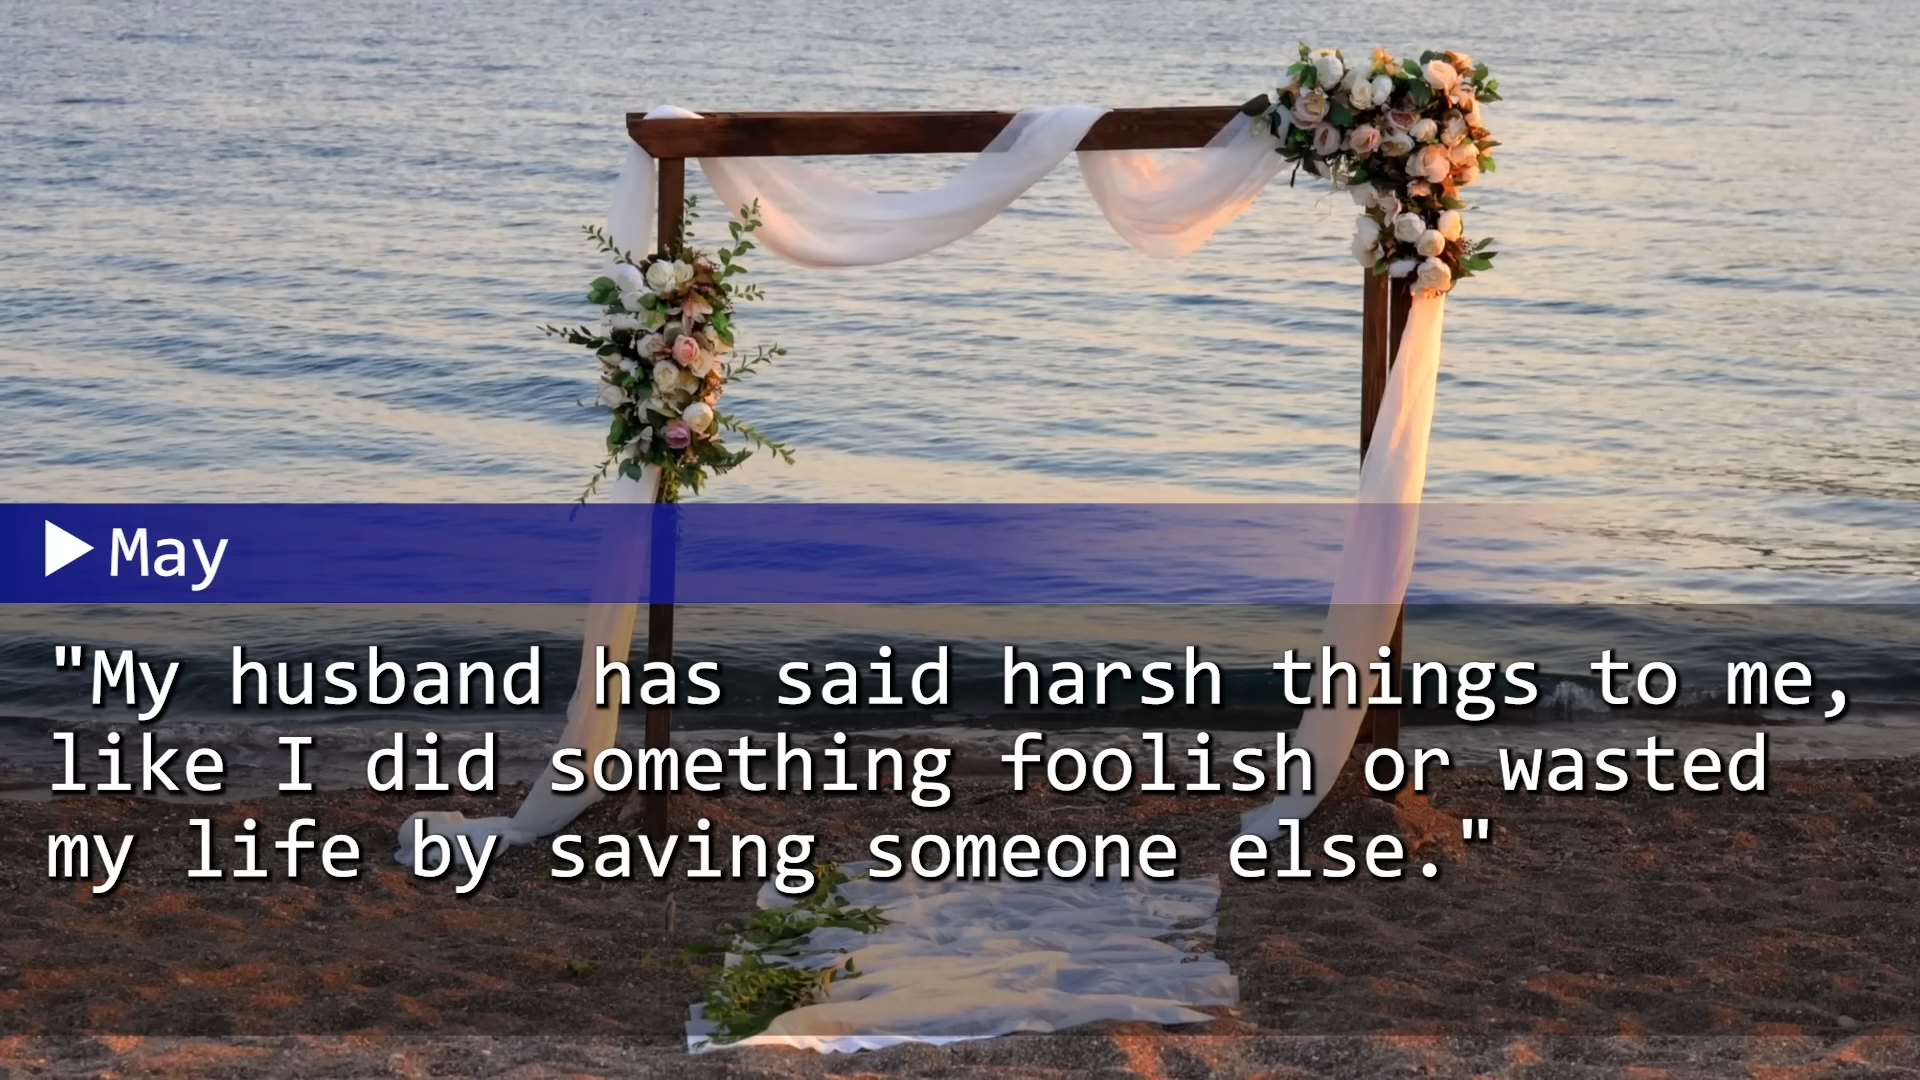 May
"My husband has said harsh things to me,
like I did something foolish or wasted
my life by saving someone else."